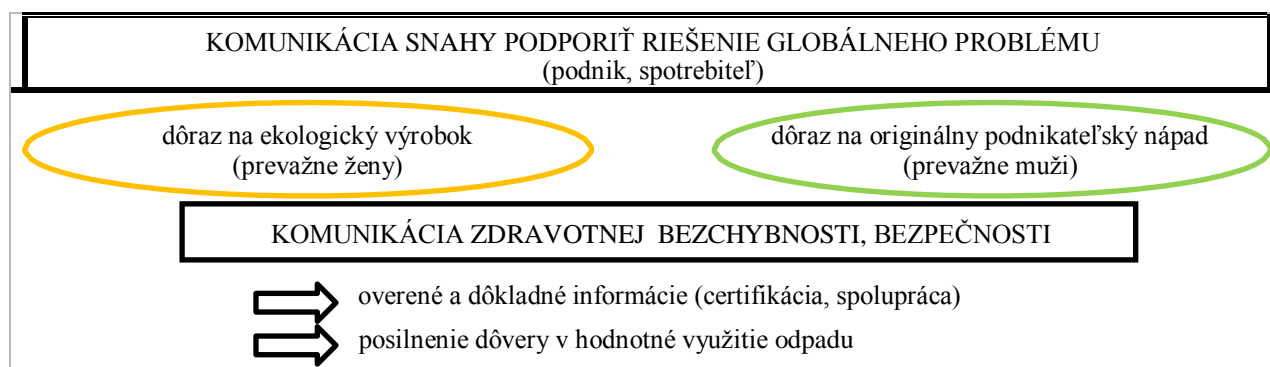 KOMUNIKÁCIA SNAHY PODPORIŤ RIEŠENIE GLOBÁLNEHO PROBLÉMU
(podnik, spotrebiteľ)
dôraz na ekologický výrobok
(prevažne ženy)
dôraz na originálny podnikateľský nápad
(prevažne muži)
KOMUNIKÁCIA ZDRAVOTNEJ BEZCHYBNOSTI, BEZPEČNOSTI
overené a dôkladné informácie (certifikácia, spolupráca)
posilnenie dôvery v hodnotné využitie odpadu